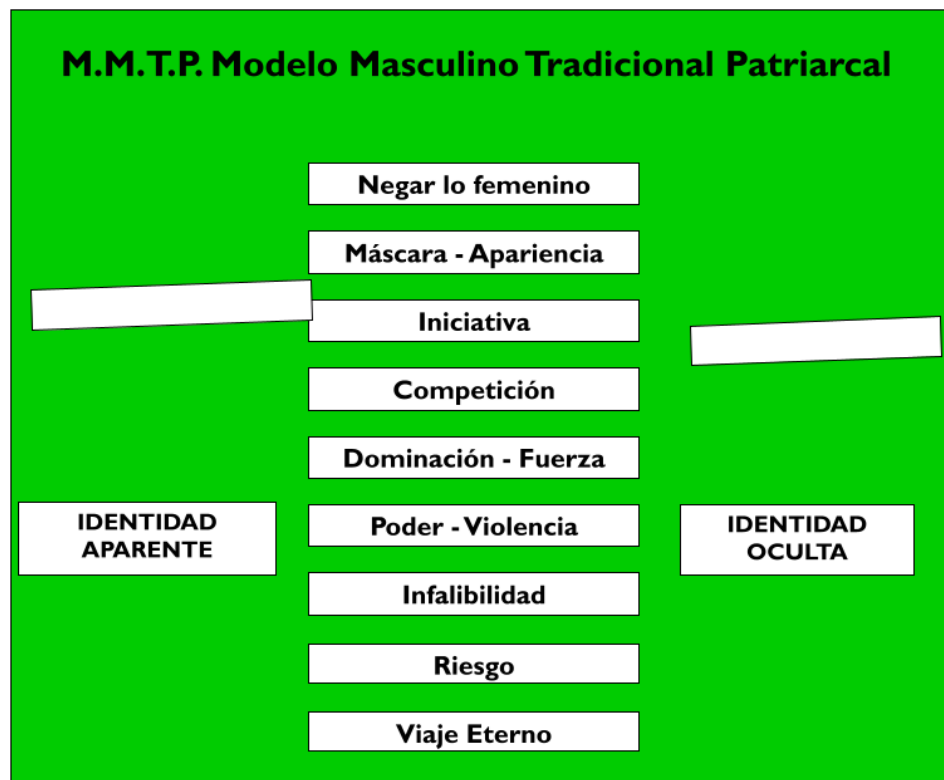 M.M.T.P. Modelo Masculino Tradicional Patriarcal
Negar lo femenino
Máscara - Apariencia
Iniciativa
Competición
Dominación - Fuerza
IDENTIDAD
APARENTE
Poder - Violencia
IDENTIDAD
OCULTA
Infalibilidad
Riesgo
Viaje Eterno